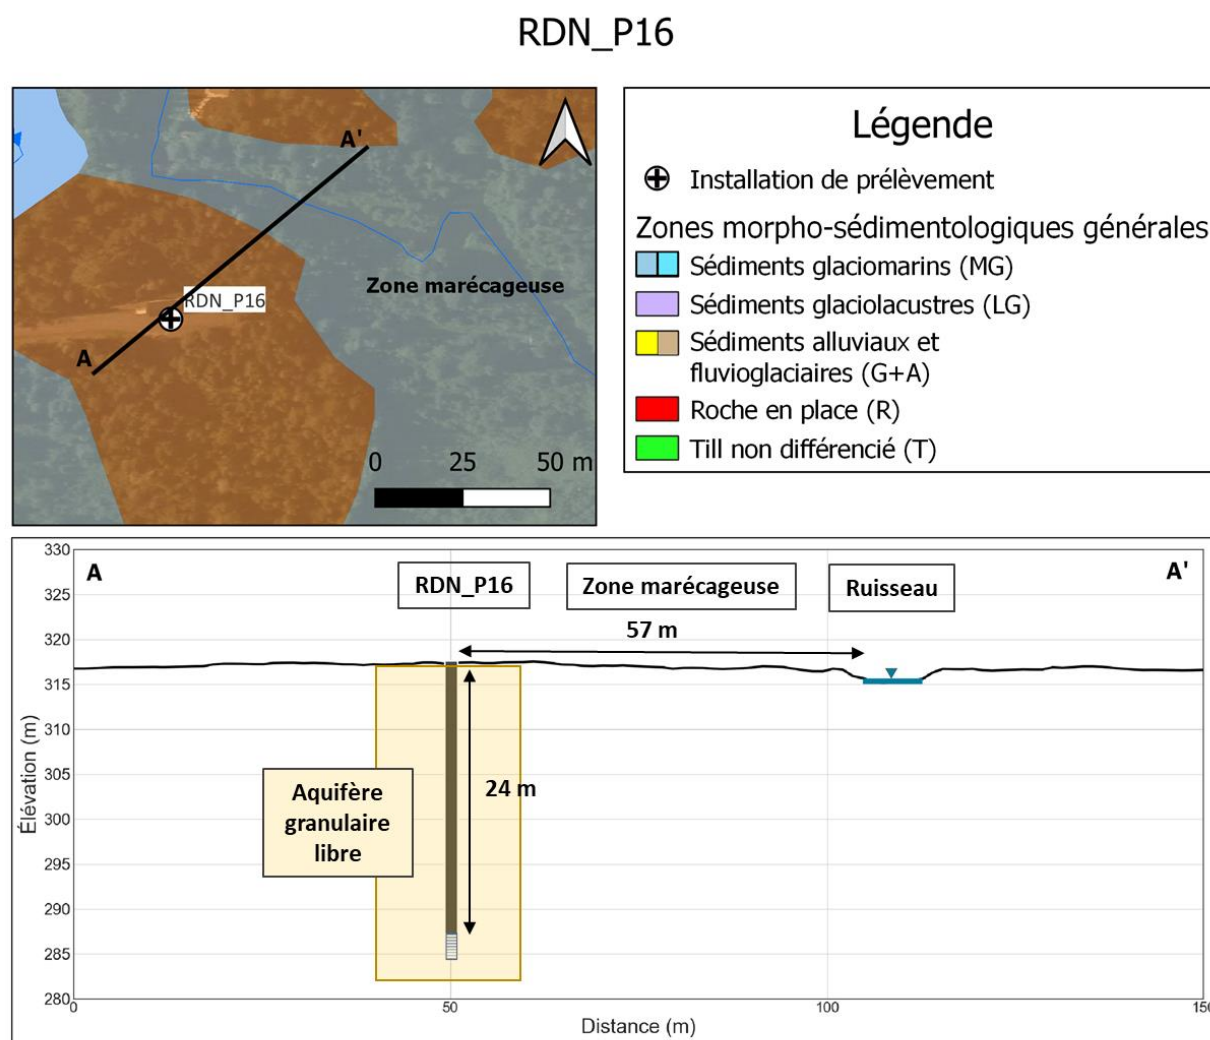 RDN_P16
A'
RDN_P16
Zone marécageuse
A
0 25 50 m
Légende
Installation de prélèvement
Zones morpho-sédimentologiques générales
Sédiments glaciomarins (MG)
Sédiments glaciolacustres (LG)
Sédiments alluviaux et
fluvioglaciaires (G+A)
Roche en place (R)
Till non différencié (T)
A
A'
RDN_P16
Zone marécageuse
Ruisseau
57 m
24 m
Aquifère
granulaire
libre
Élévation (m)
330
325
320
315
310
305
300
295
290
285
280
0 50 100 150
Distance (m)